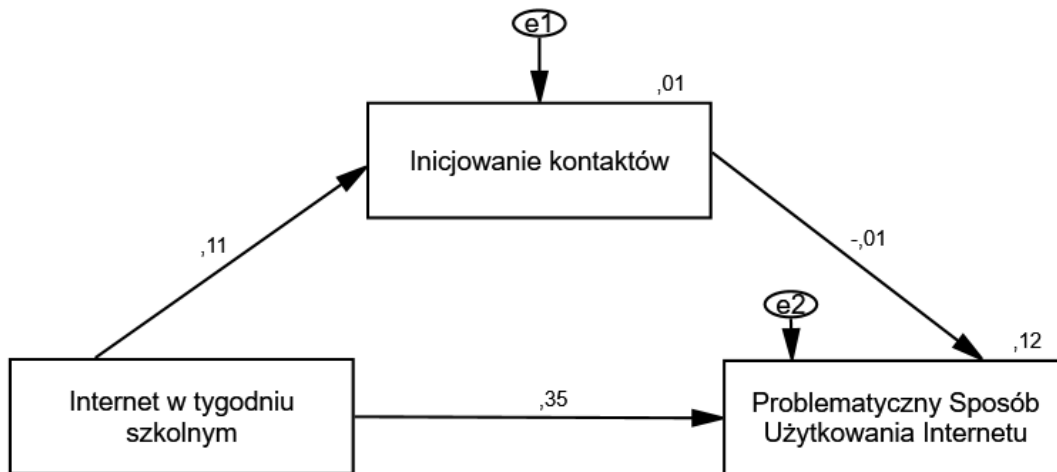 e1
,01
Inicjowanie kontaktów
,11
-,01
e2
,12
Internet w tygodniu
szkolnym
,35
Problematyczny Sposób
Użytkowania Internetu